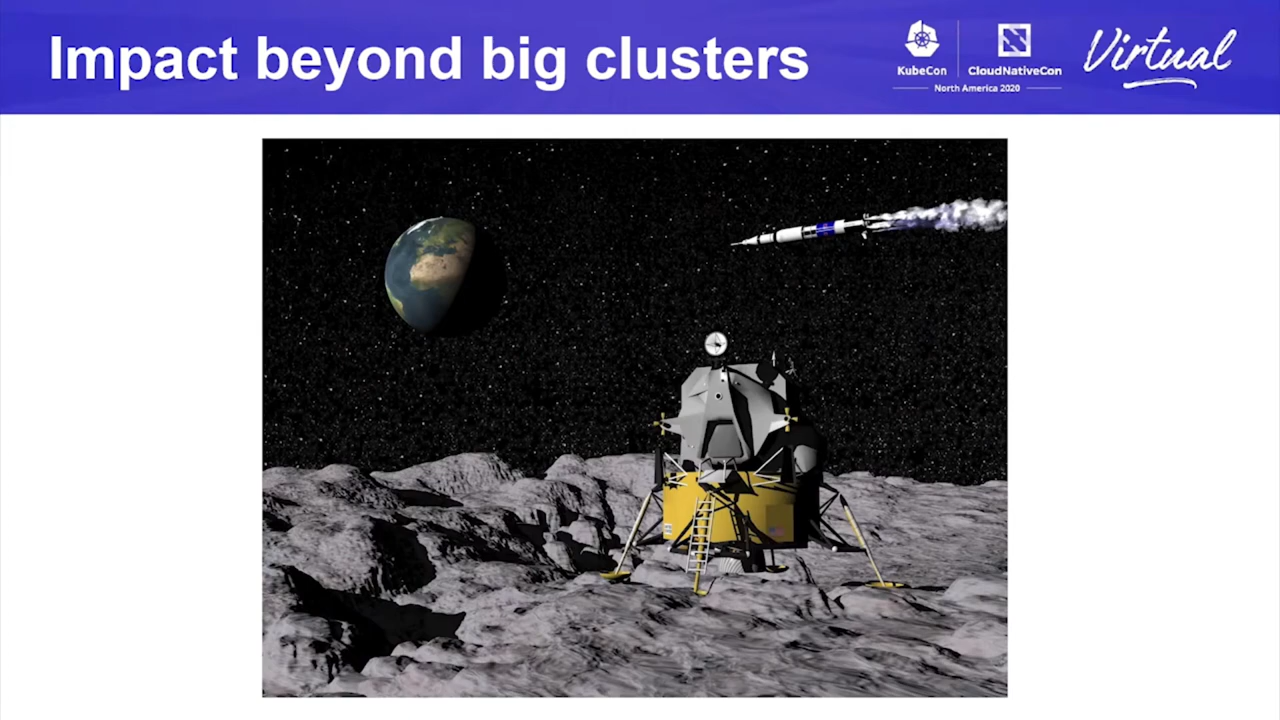 Impact beyond big clusters
KubeCon
CloudNativeCon
North America 2020
Virtual